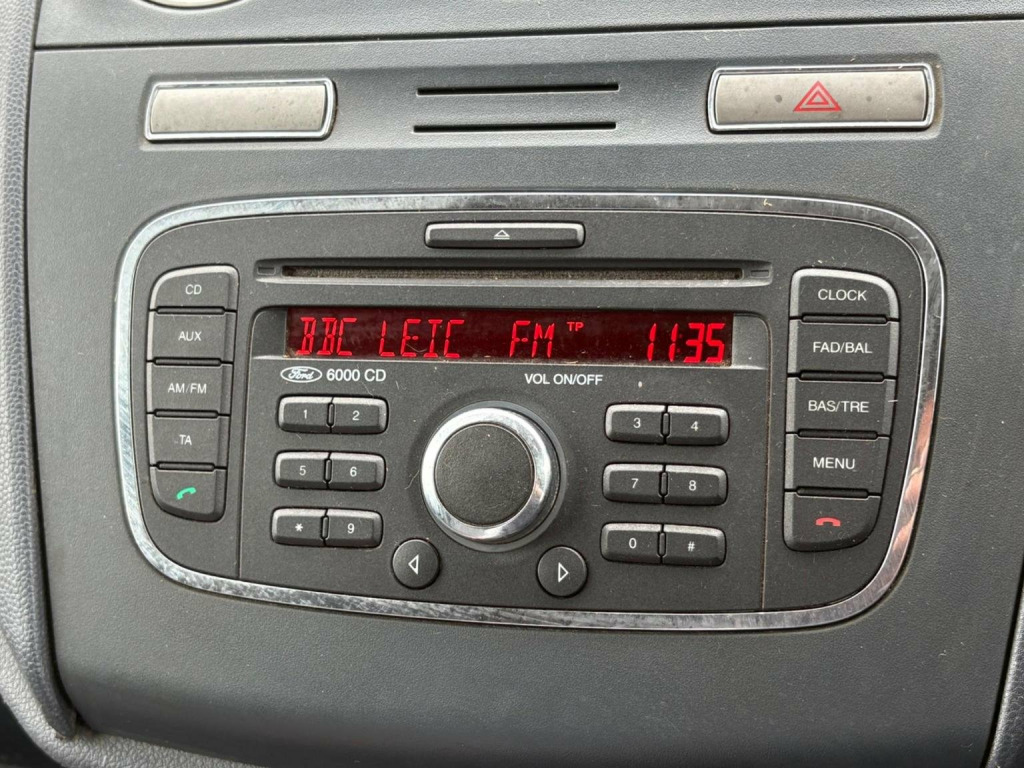 CD
AUX
AM/FM
TA
BBC LEIC FM TP 1135
Ford 6000 CD
VOL ON/OFF
1 2
3 4
5 6
7 8
* 9
0 #
CLOCK
FAD/BAL
BAS/TRE
MENU